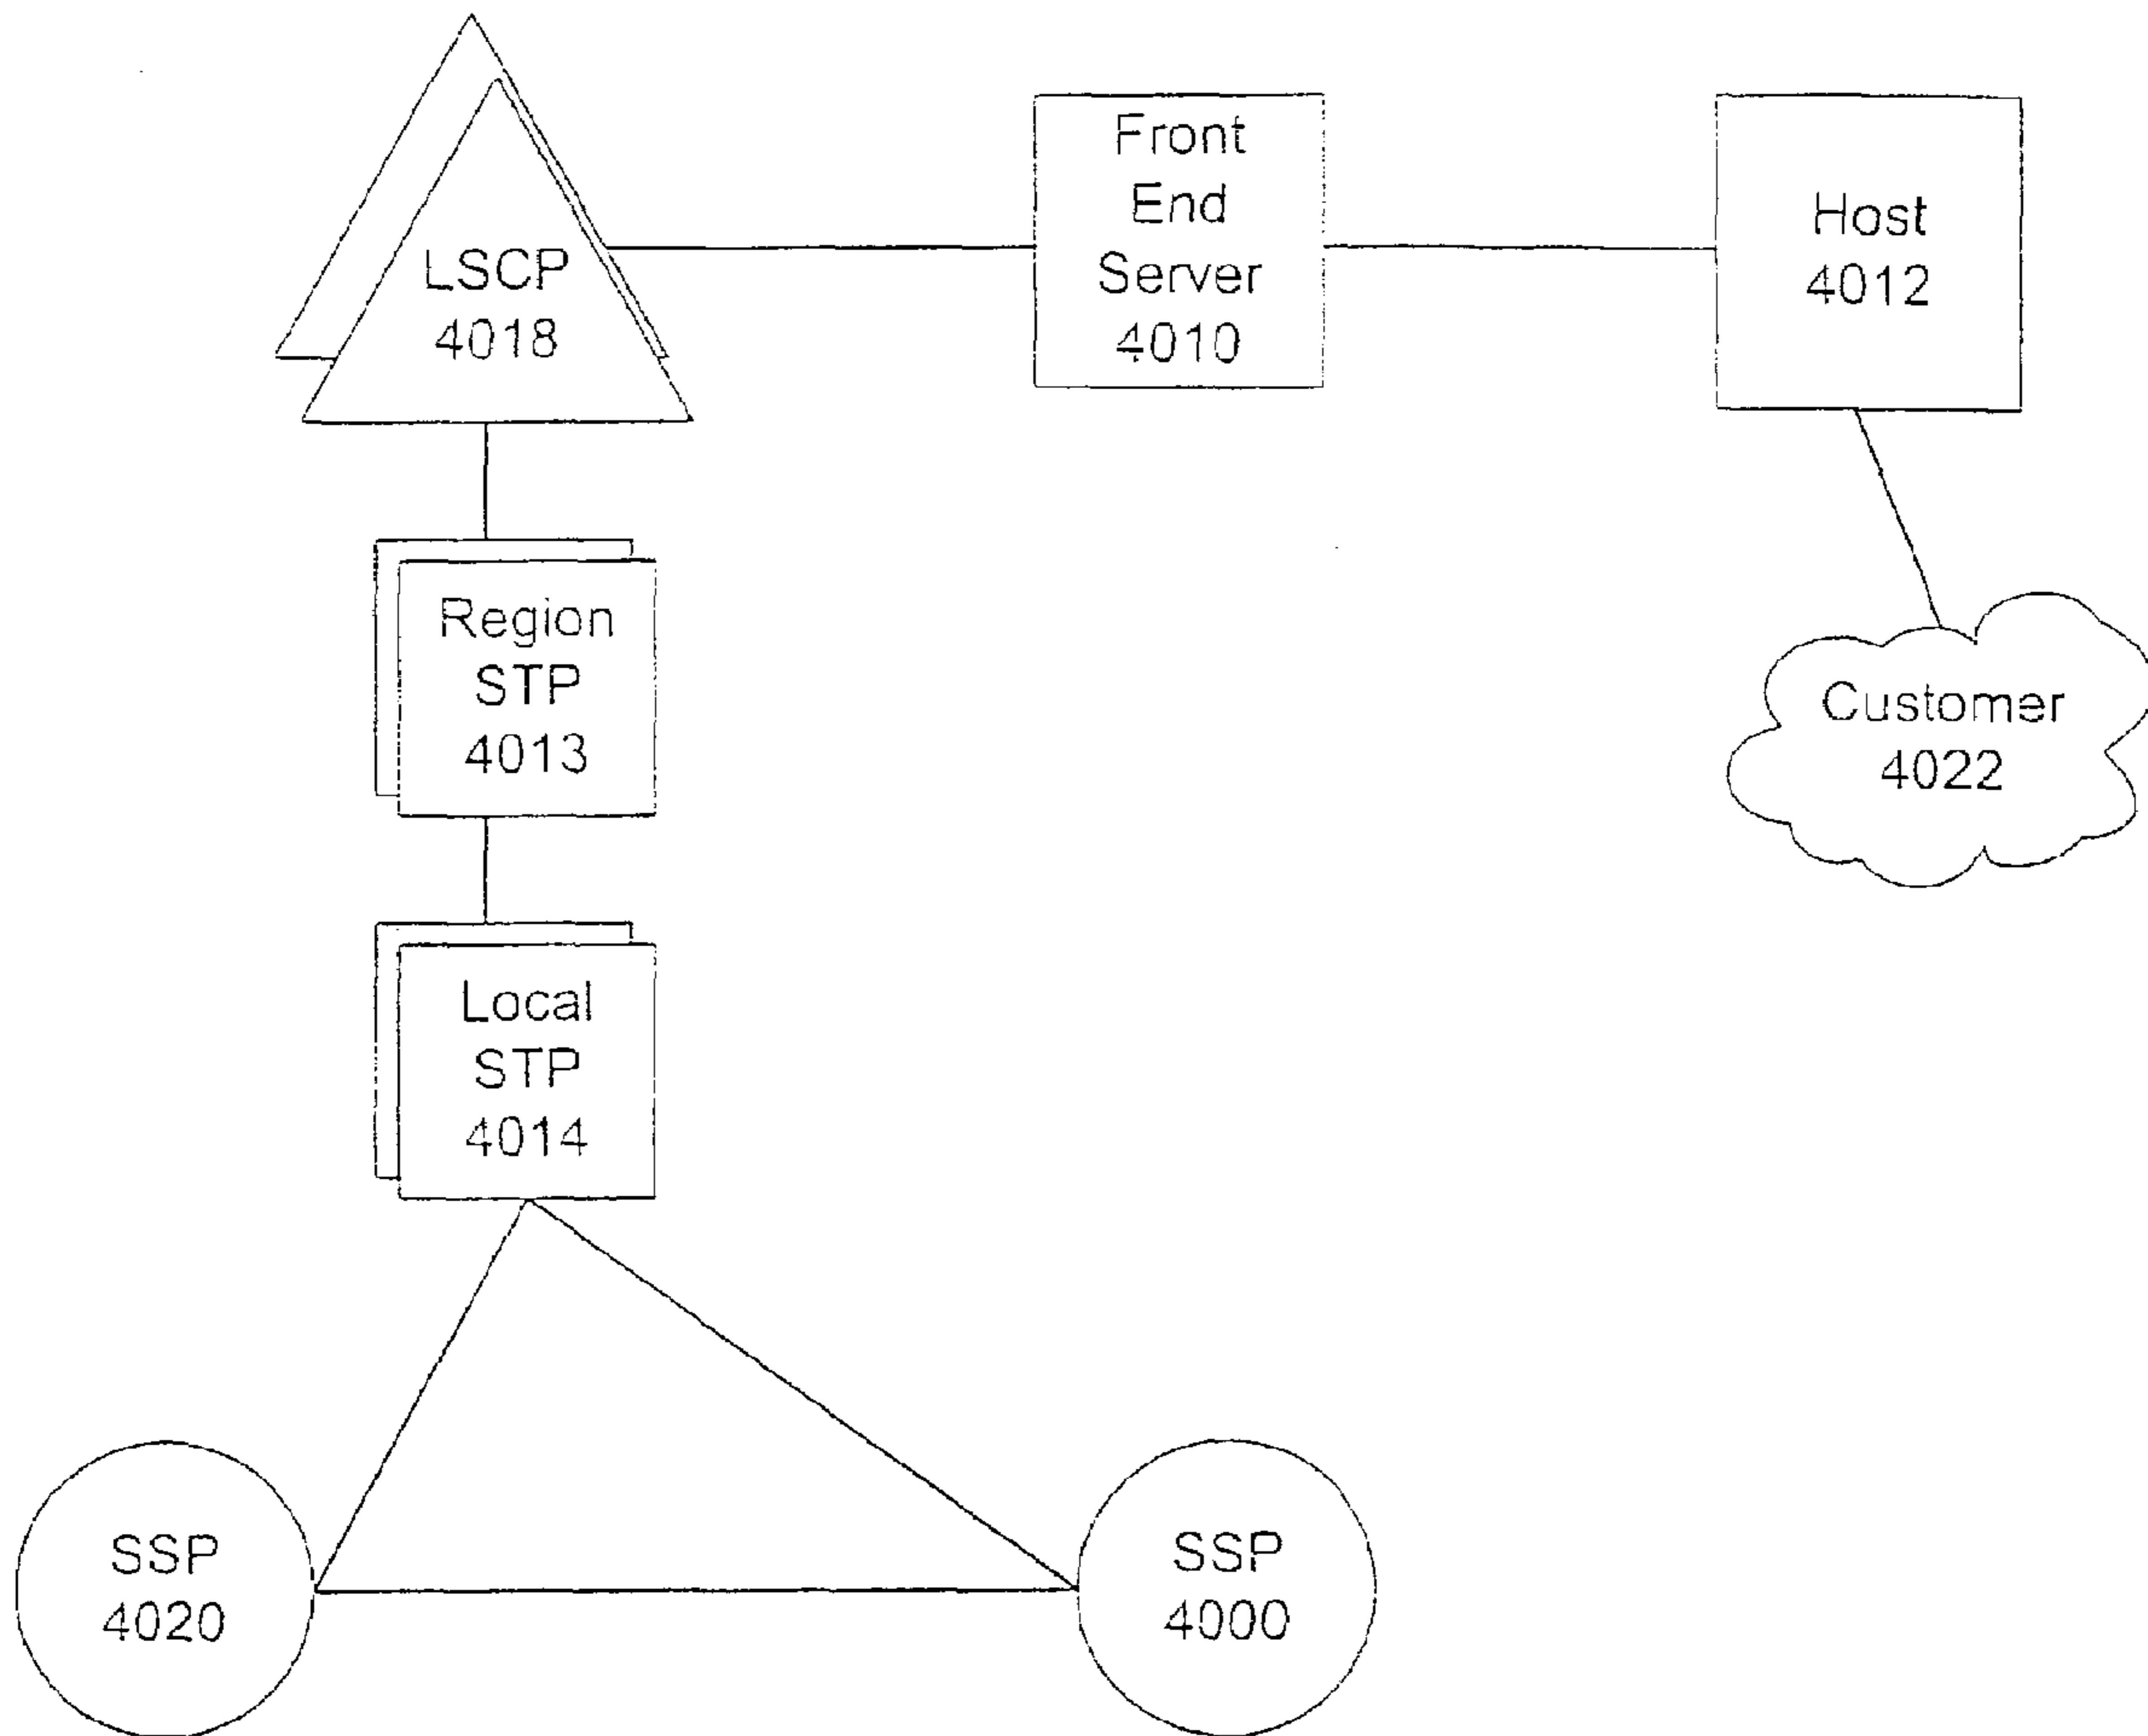 LSCP
4018
Front
End
Server
4010
Host
4012
Region
STP
4013
Customer
4022
Local
STP
4014
SSP
4020
SSP
4000